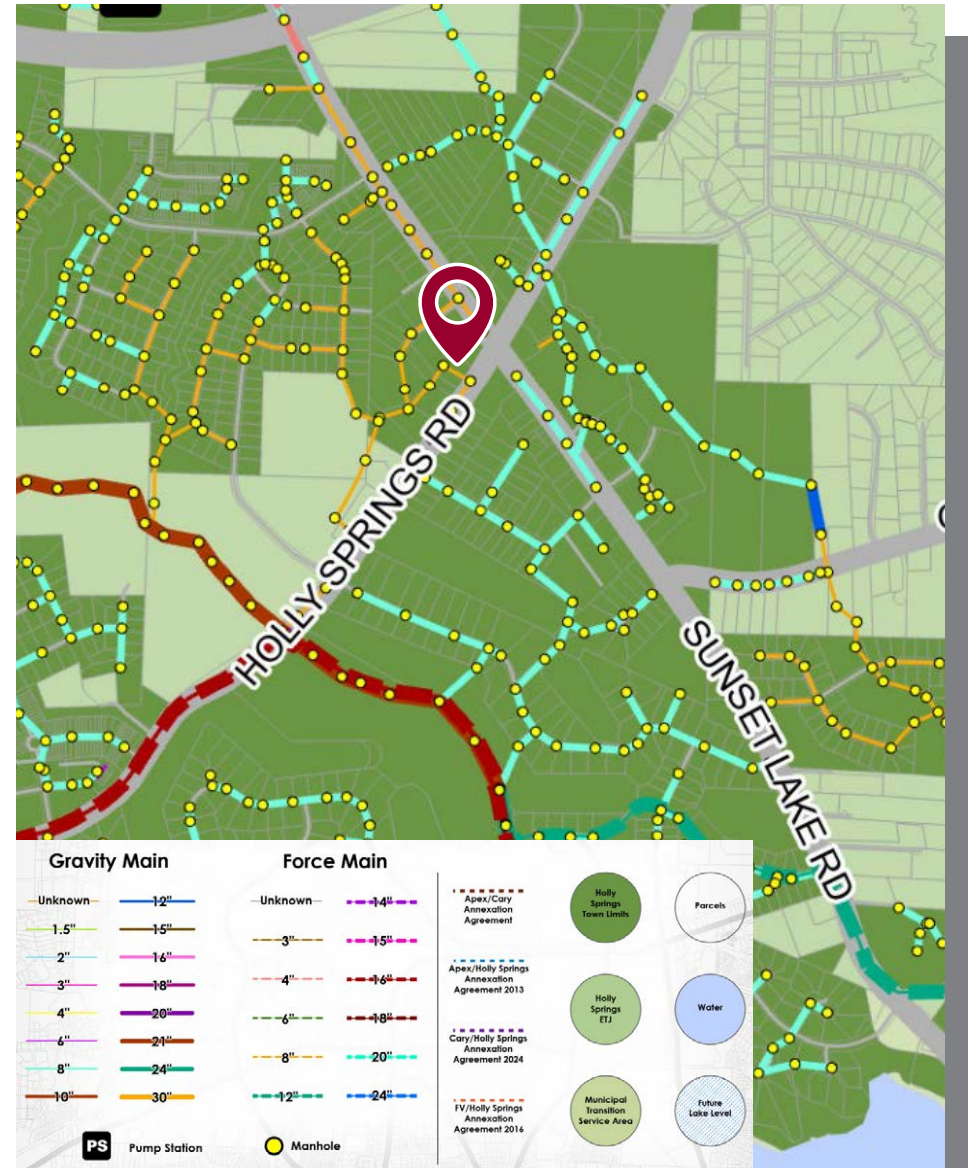 HOLLY SPRINGS RD
SUNSET LAKE RD
Gravity Main
Unknown
1.5"
2"
3"
4"
6"
8"
10"
12"
15"
16"
18"
20"
21"
24"
30"
Force Main
Unknown
3"
4"
6"
8"
12"
14"
15"
16"
18"
20"
24"
Apex/Cary
Annexation
Agreement
Apex/Holly Springs
Annexation
Agreement 2013
Cary/Holly Springs
Annexation
Agreement 2024
FV/Holly Springs
Annexation
Agreement 2016
Holly
Springs
Town Limits
Holly
Springs
ETJ
Municipal
Transition
Service Area
Parcels
Water
Future
Lake Level
PS
Pump Station
Manhole